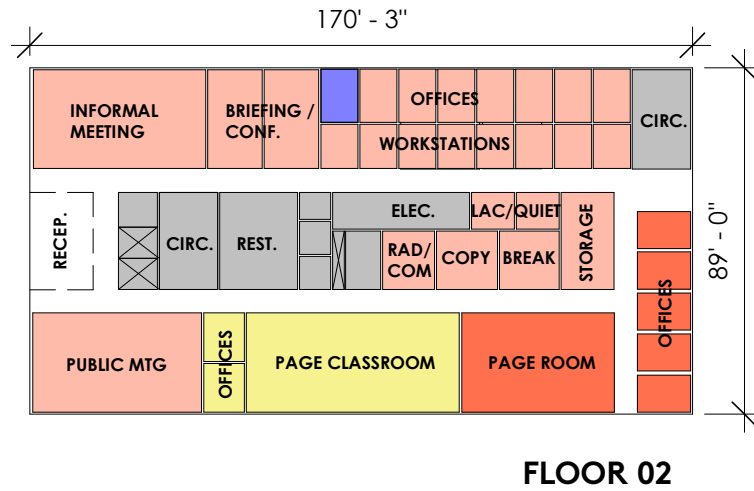 170' - 3"
INFORMAL
MEETING
BRIEFING /
CONF.
OFFICES
WORKSTATIONS
CIRC.
RECEP.
CIRC.
REST.
ELEC.
LAC/QUIET
RAD/
COM
COPY
BREAK
STORAGE
OFFICES
89' - 0"
PUBLIC MTG
OFFICES
PAGE CLASSROOM
PAGE ROOM
FLOOR 02